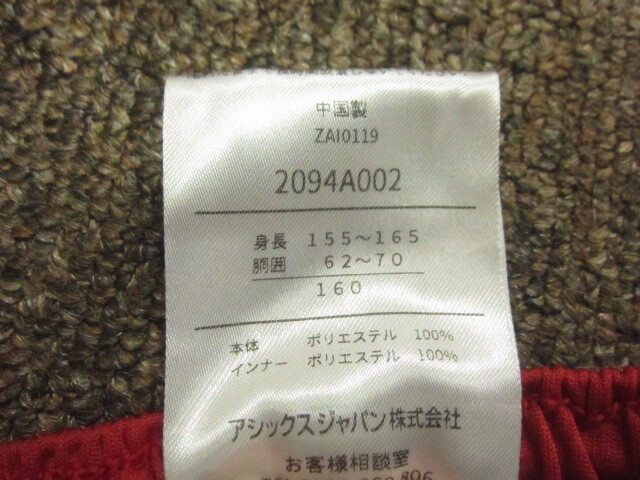 中国製
ZAI0119
2094A002
身長 155～165
胴囲 62～70
160
本体 ポリエステル 100%
インナー ポリエステル 100%
アシックスジャパン株式会社
お客様相談室